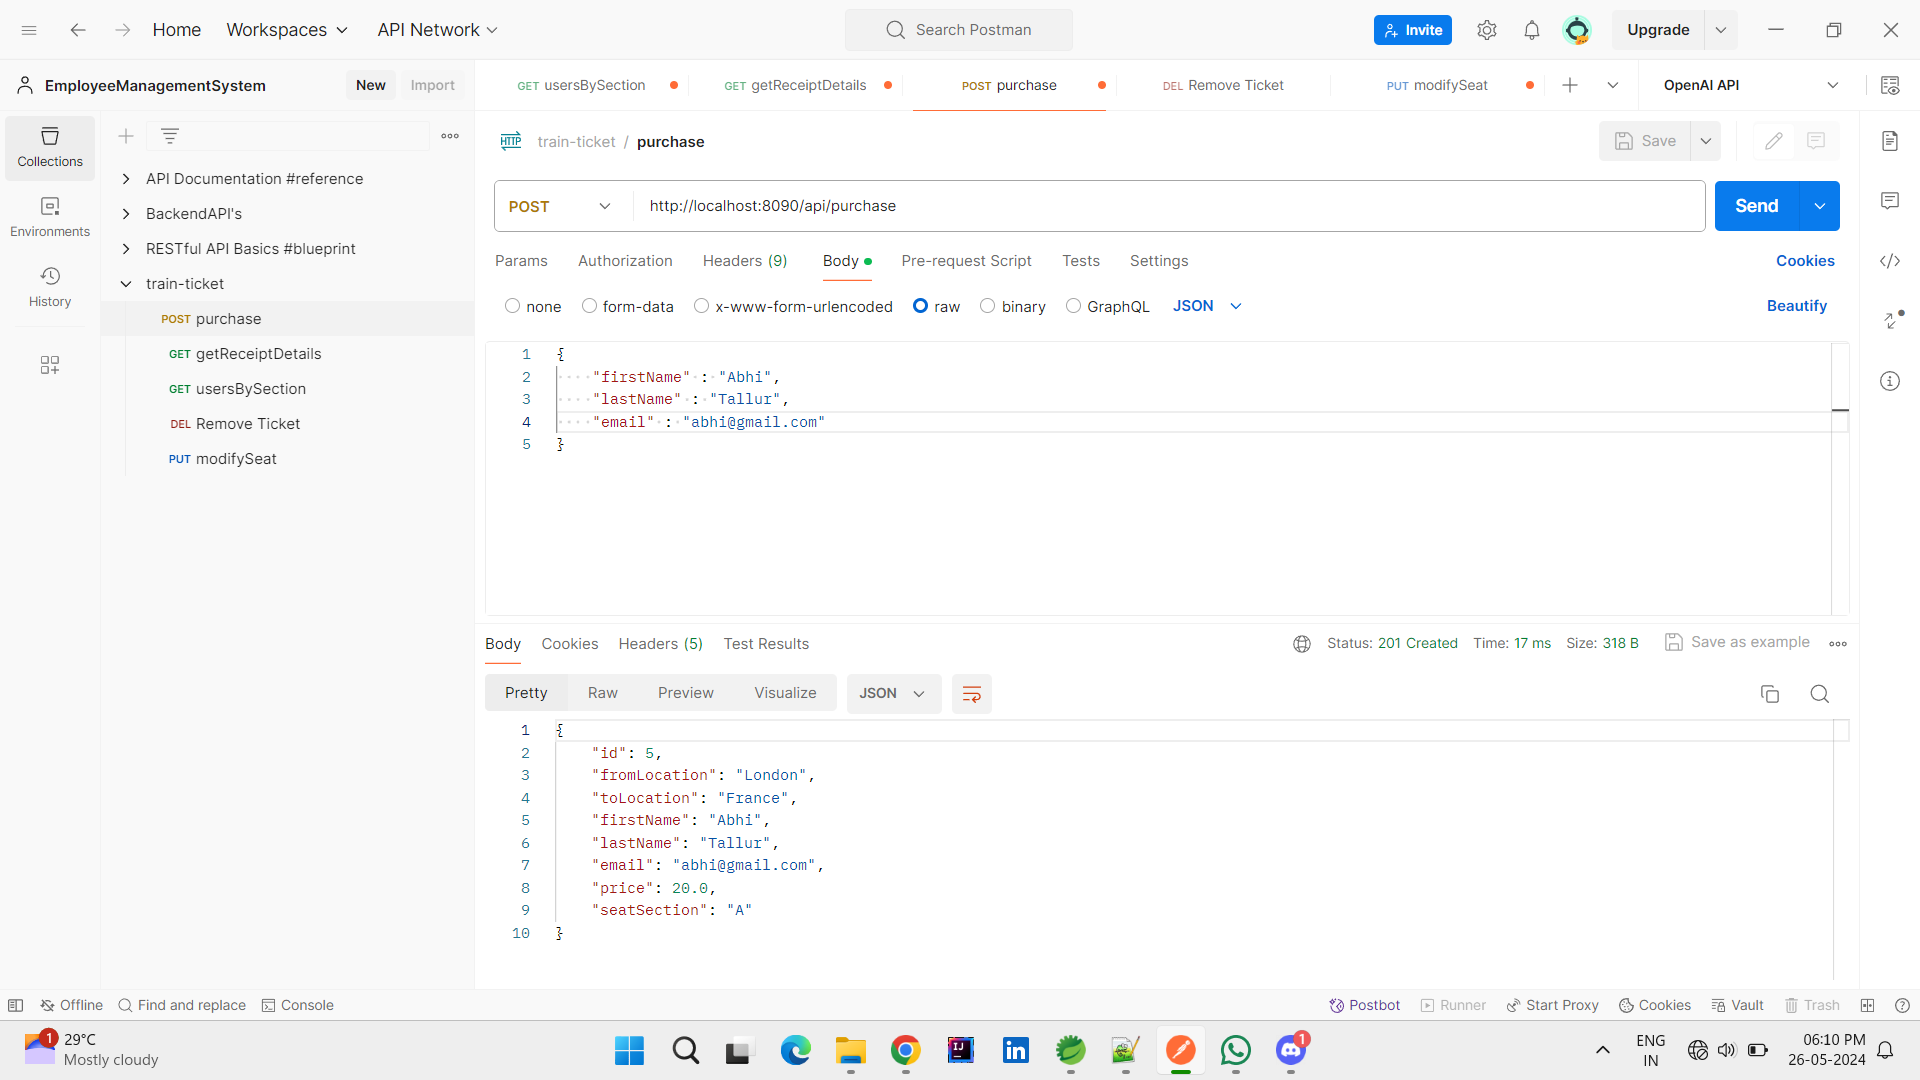 Home Workspaces API Network Search Postman Invite Upgrade
EmployeeManagementSystem New Import GET usersBySection GET getReceiptDetails POST purchase DEL Remove Ticket PUT modifySeat OpenAI API
Collections
Environments
History
API Documentation #reference
BackendAPI's
RESTful API Basics #blueprint
train-ticket
POST purchase
GET getReceiptDetails
GET usersBySection
DEL Remove Ticket
PUT modifySeat
HTTP train-ticket / purchase Save
POST http://localhost:8090/api/purchase Send
Params Authorization Headers (9) Body Pre-request Script Tests Settings Cookies
none form-data x-www-form-urlencoded raw binary GraphQL JSON Beautify
1 {
2 "firstName" : "Abhi",
3 "lastName" : "Tallur",
4 "email" : "abhi@gmail.com"
5 }
Body Cookies Headers (5) Test Results Status: 201 Created Time: 17 ms Size: 318 B Save as example
Pretty Raw Preview Visualize JSON
1 {
2 "id": 5,
3 "fromLocation": "London",
4 "toLocation": "France",
5 "firstName": "Abhi",
6 "lastName": "Tallur",
7 "email": "abhi@gmail.com",
8 "price": 20.0,
9 "seatSection": "A"
10 }
Offline Find and replace Console Postbot Runner Start Proxy Cookies Vault Trash
1 29°C
Mostly cloudy
IJ
in
1
ENG
IN
06:10 PM
26-05-2024